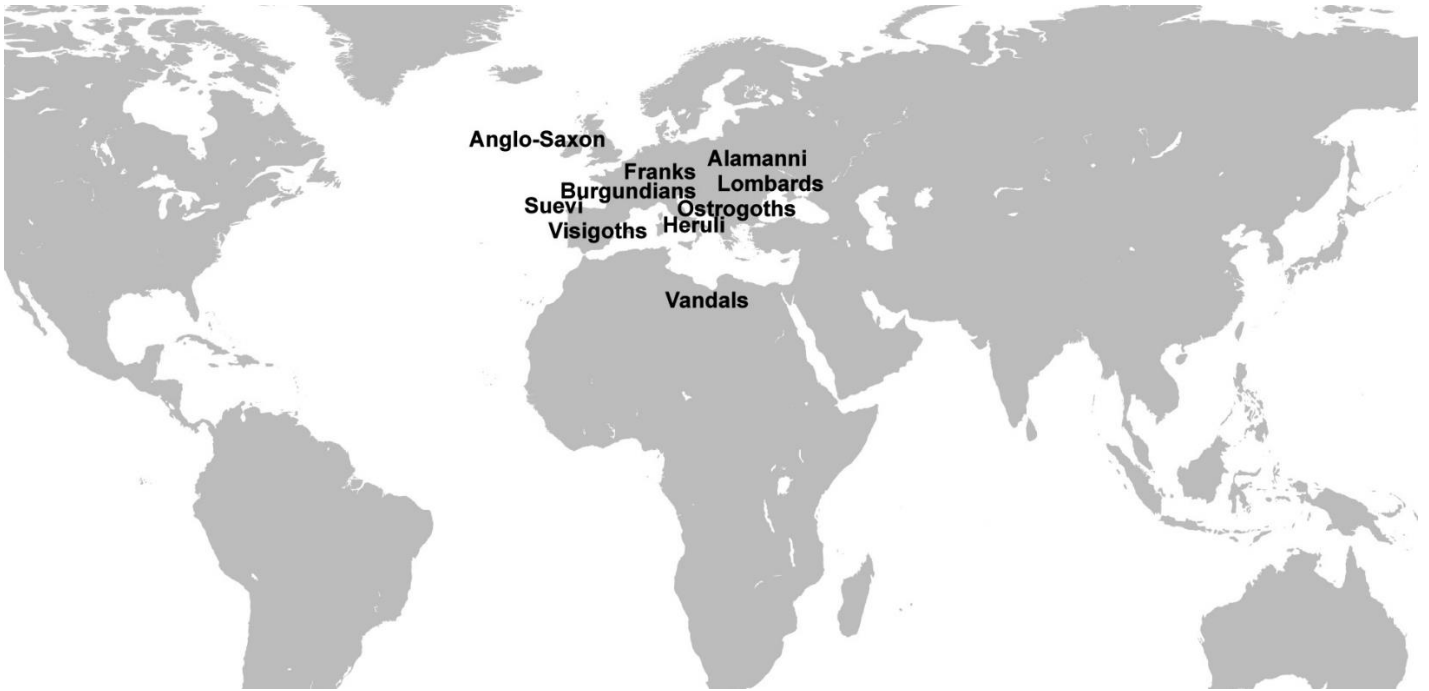 Anglo-Saxon
Alamanni
Franks
Lombards
Burgundians
Suevi
Ostrogoths
Heruli
Visigoths
Vandals